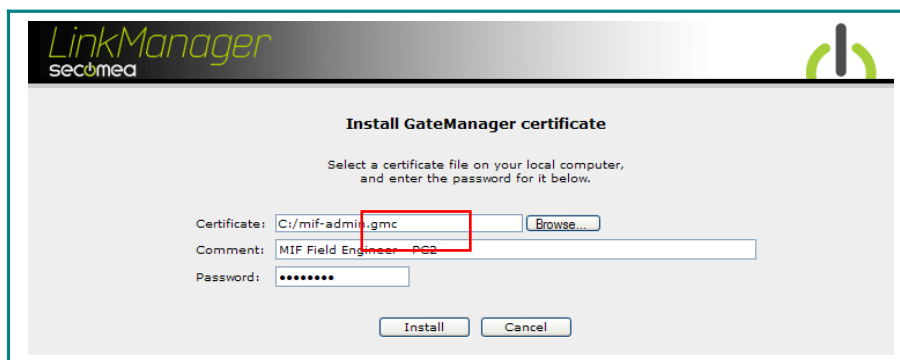 LinkManager
secomea
Install GateManager certificate
Select a certificate file on your local computer,
and enter the password for it below.
Certificate: C:/mif-admin.gmc Browse...
Comment: MIF Field Engineer - PC2
Password: ••••••••
Install Cancel